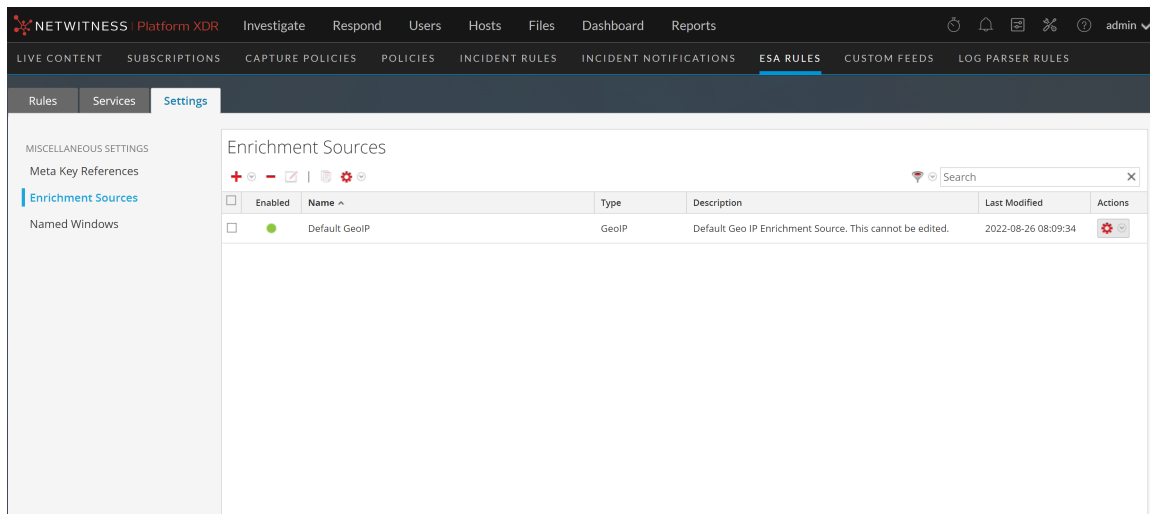 NETWITNESS Platform XDR Investigate Respond Users Hosts Files Dashboard Reports admin
LIVE CONTENT SUBSCRIPTIONS CAPTURE POLICIES POLICIES INCIDENT RULES INCIDENT NOTIFICATIONS ESA RULES CUSTOM FEEDS LOG PARSER RULES
Rules Services Settings
MISCELLANEOUS SETTINGS
Meta Key References
Enrichment Sources
Named Windows
Enrichment Sources
Search
Enabled Name Type Description Last Modified Actions
Default GeoIP GeoIP Default Geo IP Enrichment Source. This cannot be edited. 2022-08-26 08:09:34